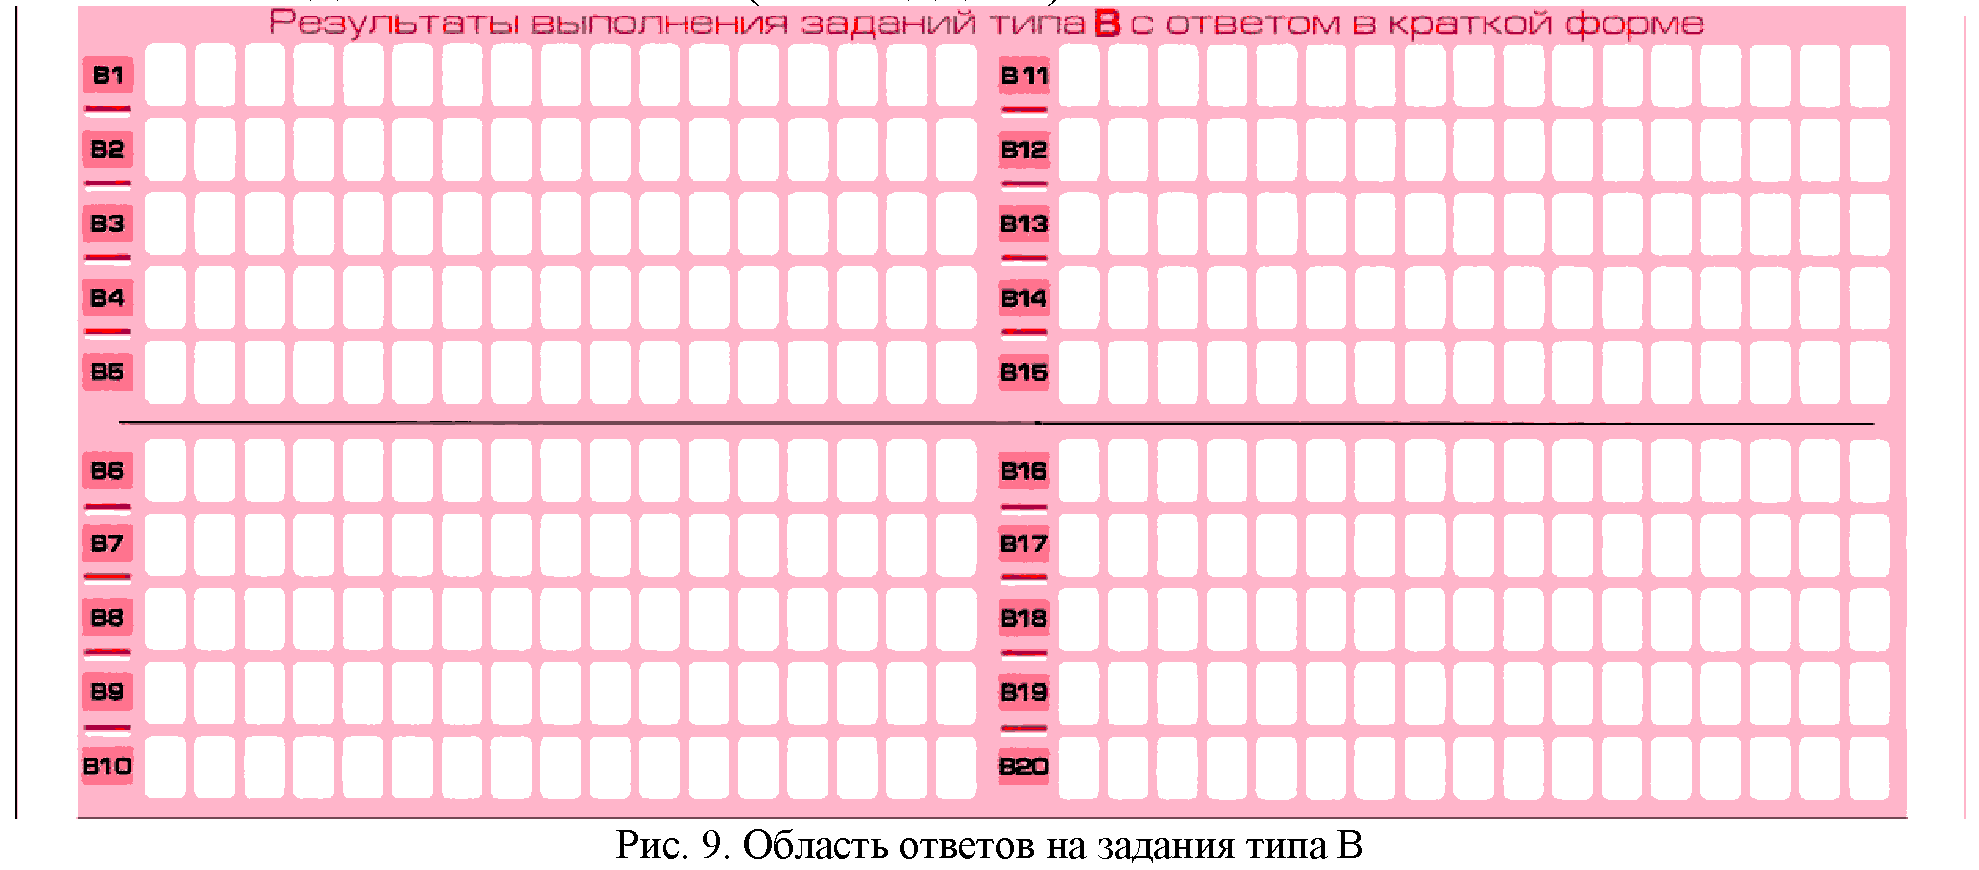 Результаты выполнения заданий типа В с ответом в краткой форме
В1
В2
В3
В4
В5
В6
В7
В8
В9
В10
В11
В12
В13
В14
В15
В16
В17
В18
В19
В20
Рис. 9. Область ответов на задания типа В